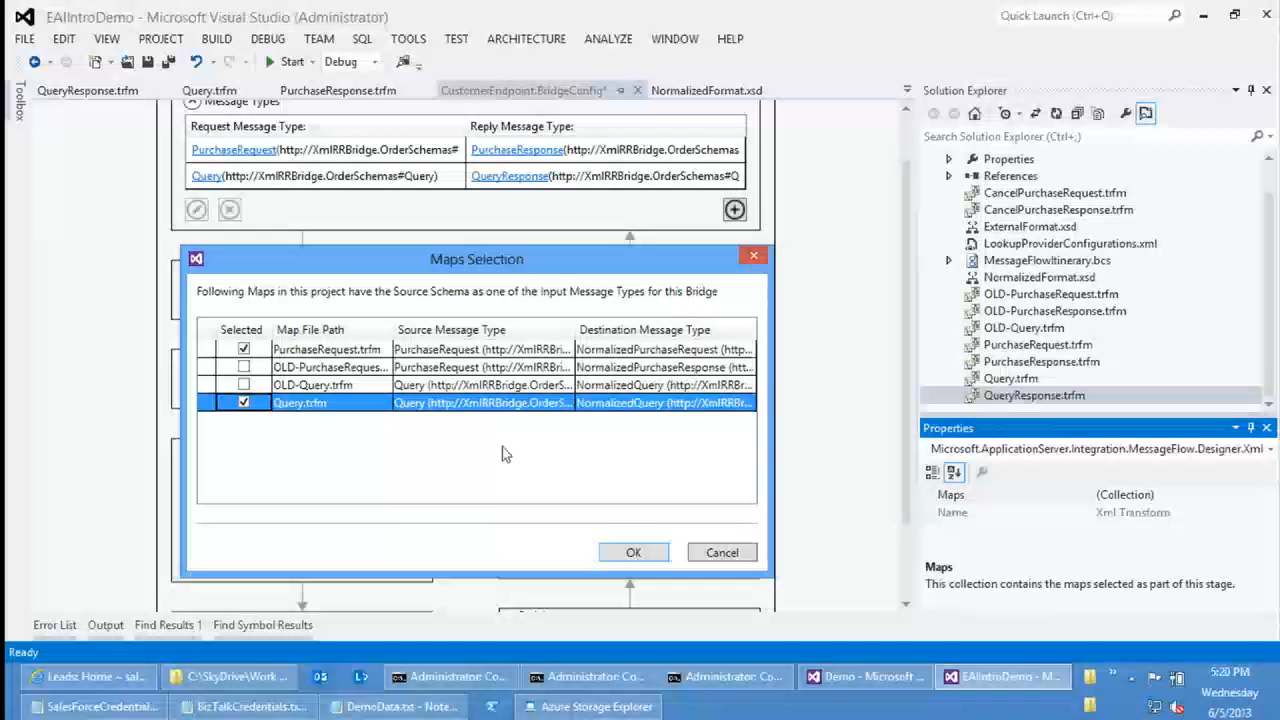 EAIIntroDemo - Microsoft Visual Studio (Administrator)
Quick Launch (Ctrl+Q)
FILE EDIT VIEW PROJECT BUILD DEBUG TEAM SQL TOOLS TEST ARCHITECTURE ANALYZE WINDOW HELP
Start Debug
Toolbox
QueryResponse.trfm Query.trfm PurchaseResponse.trfm CustomerEndpoint.BridgeConfig* NormalizedFormat.xsd
Message Types
Request Message Type: Reply Message Type:
PurchaseRequest(http://XmlRRBridge.OrderSchemas# PurchaseResponse(http://XmlRRBridge.OrderSchemas
Query(http://XmlRRBridge.OrderSchemas#Query) QueryResponse(http://XmlRRBridge.OrderSchemas#Q
Maps Selection
Following Maps in this project have the Source Schema as one of the Input Message Types for this Bridge
Selected Map File Path Source Message Type Destination Message Type
PurchaseRequest.trfm PurchaseRequest (http://XmlRRBri... NormalizedPurchaseRequest (http...
OLD-PurchaseReques... PurchaseRequest (http://XmlRRBri... NormalizedPurchaseResponse (htt...
OLD-Query.trfm Query (http://XmlRRBridge.OrderS... NormalizedQuery (http://XmlRRBr...
Query.trfm Query (http://XmlRRBridge.OrderS... NormalizedQuery (http://XmlRRBr...
OK Cancel
Solution Explorer
Search Solution Explorer (Ctrl+;)
Properties
References
CancelPurchaseRequest.trfm
CancelPurchaseResponse.trfm
ExternalFormat.xsd
LookupProviderConfigurations.xml
MessageFlowItinerary.bcs
NormalizedFormat.xsd
OLD-PurchaseRequest.trfm
OLD-PurchaseResponse.trfm
OLD-Query.trfm
PurchaseRequest.trfm
PurchaseResponse.trfm
Query.trfm
QueryResponse.trfm
Properties
Microsoft.ApplicationServer.Integration.MessageFlow.Designer.Xml
Maps (Collection)
Name Xml Transform
Maps
This collection contains the maps selected as part of this stage.
Error List Output Find Results 1 Find Symbol Results
Ready
Leads: Home ~ sal... C:\SkyDrive\Work ... Administrator: Co... Administrator: Co... Administrator: Co... Demo - Microsoft ... EAIIntroDemo - M...
SalesForceCredential... BizTalkCredentials.tx... DemoData.txt - Note... Azure Storage Explorer
5:20 PM
Wednesday
6/5/2013